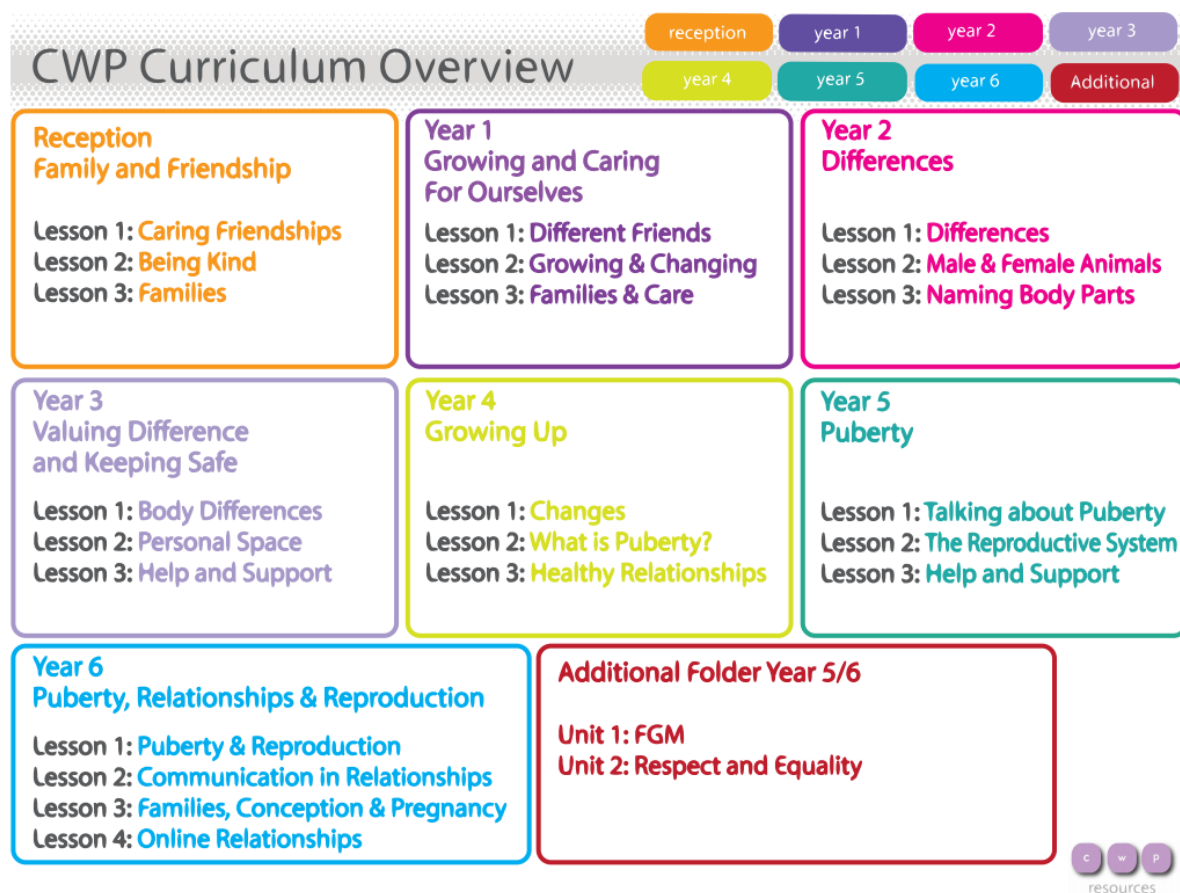 CWP Curriculum Overview
reception
year 1
year 2
year 3
year 4
year 5
year 6
Additional
Reception
Family and Friendship
Lesson 1: Caring Friendships
Lesson 2: Being Kind
Lesson 3: Families
Year 1
Growing and Caring
For Ourselves
Lesson 1: Different Friends
Lesson 2: Growing & Changing
Lesson 3: Families & Care
Year 2
Differences
Lesson 1: Differences
Lesson 2: Male & Female Animals
Lesson 3: Naming Body Parts
Year 3
Valuing Difference
and Keeping Safe
Lesson 1: Body Differences
Lesson 2: Personal Space
Lesson 3: Help and Support
Year 4
Growing Up
Lesson 1: Changes
Lesson 2: What is Puberty?
Lesson 3: Healthy Relationships
Year 5
Puberty
Lesson 1: Talking about Puberty
Lesson 2: The Reproductive System
Lesson 3: Help and Support
Year 6
Puberty, Relationships & Reproduction
Lesson 1: Puberty & Reproduction
Lesson 2: Communication in Relationships
Lesson 3: Families, Conception & Pregnancy
Lesson 4: Online Relationships
Additional Folder Year 5/6
Unit 1: FGM
Unit 2: Respect and Equality
c w p
resources